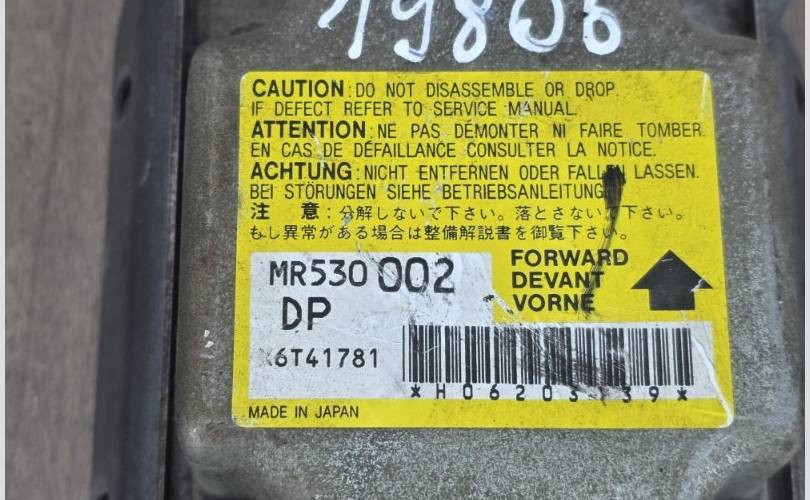 19806
CAUTION : DO NOT DISASSEMBLE OR DROP.
IF DEFECT REFER TO SERVICE MANUAL.
ATTENTION : NE PAS DÉMONTER NI FAIRE TOMBER.
EN CAS DE DÉFAILLANCE CONSULTER LA NOTICE.
ACHTUNG : NICHT ENTFERNEN ODER FALLEN LASSEN.
BEI STÖRUNGEN SIEHE BETRIEBSANLEITUNG
注 意 : 分解しないで下さい。落とさないで下さい。
もし異常がある場合は整備解説書を御覧下さい。
MR530 002
DP
FORWARD
DEVANT
VORNE
6T41781
MADE IN JAPAN